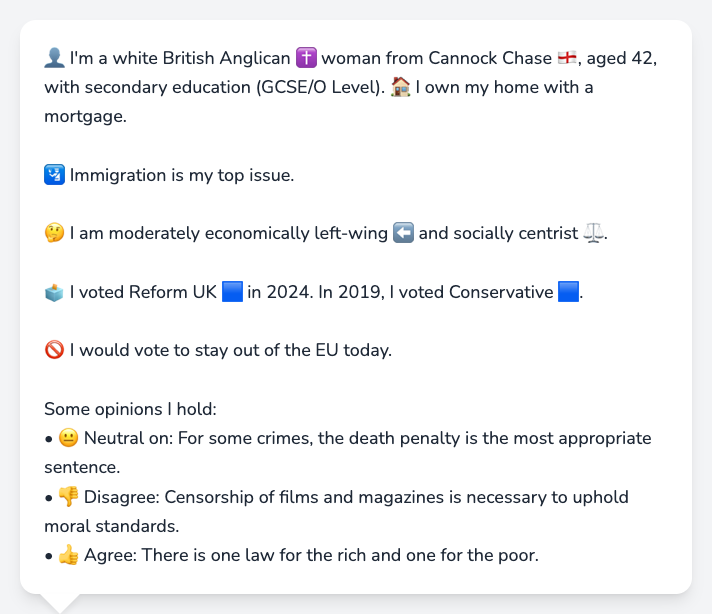 👤 I'm a white British Anglican ✝️ woman from Cannock Chase 🏴󠁧󠁢󠁥󠁮󠁧󠁿, aged 42,
with secondary education (GCSE/O Level). 🏠 I own my home with a
mortgage.
🛂 Immigration is my top issue.
🤔 I am moderately economically left-wing ⬅️ and socially centrist ⚖️.
🗳️ I voted Reform UK 🟦 in 2024. In 2019, I voted Conservative 🟦.
🚫 I would vote to stay out of the EU today.
Some opinions I hold:
• 😐 Neutral on: For some crimes, the death penalty is the most appropriate
sentence.
• 👎 Disagree: Censorship of films and magazines is necessary to uphold
moral standards.
• 👍 Agree: There is one law for the rich and one for the poor.